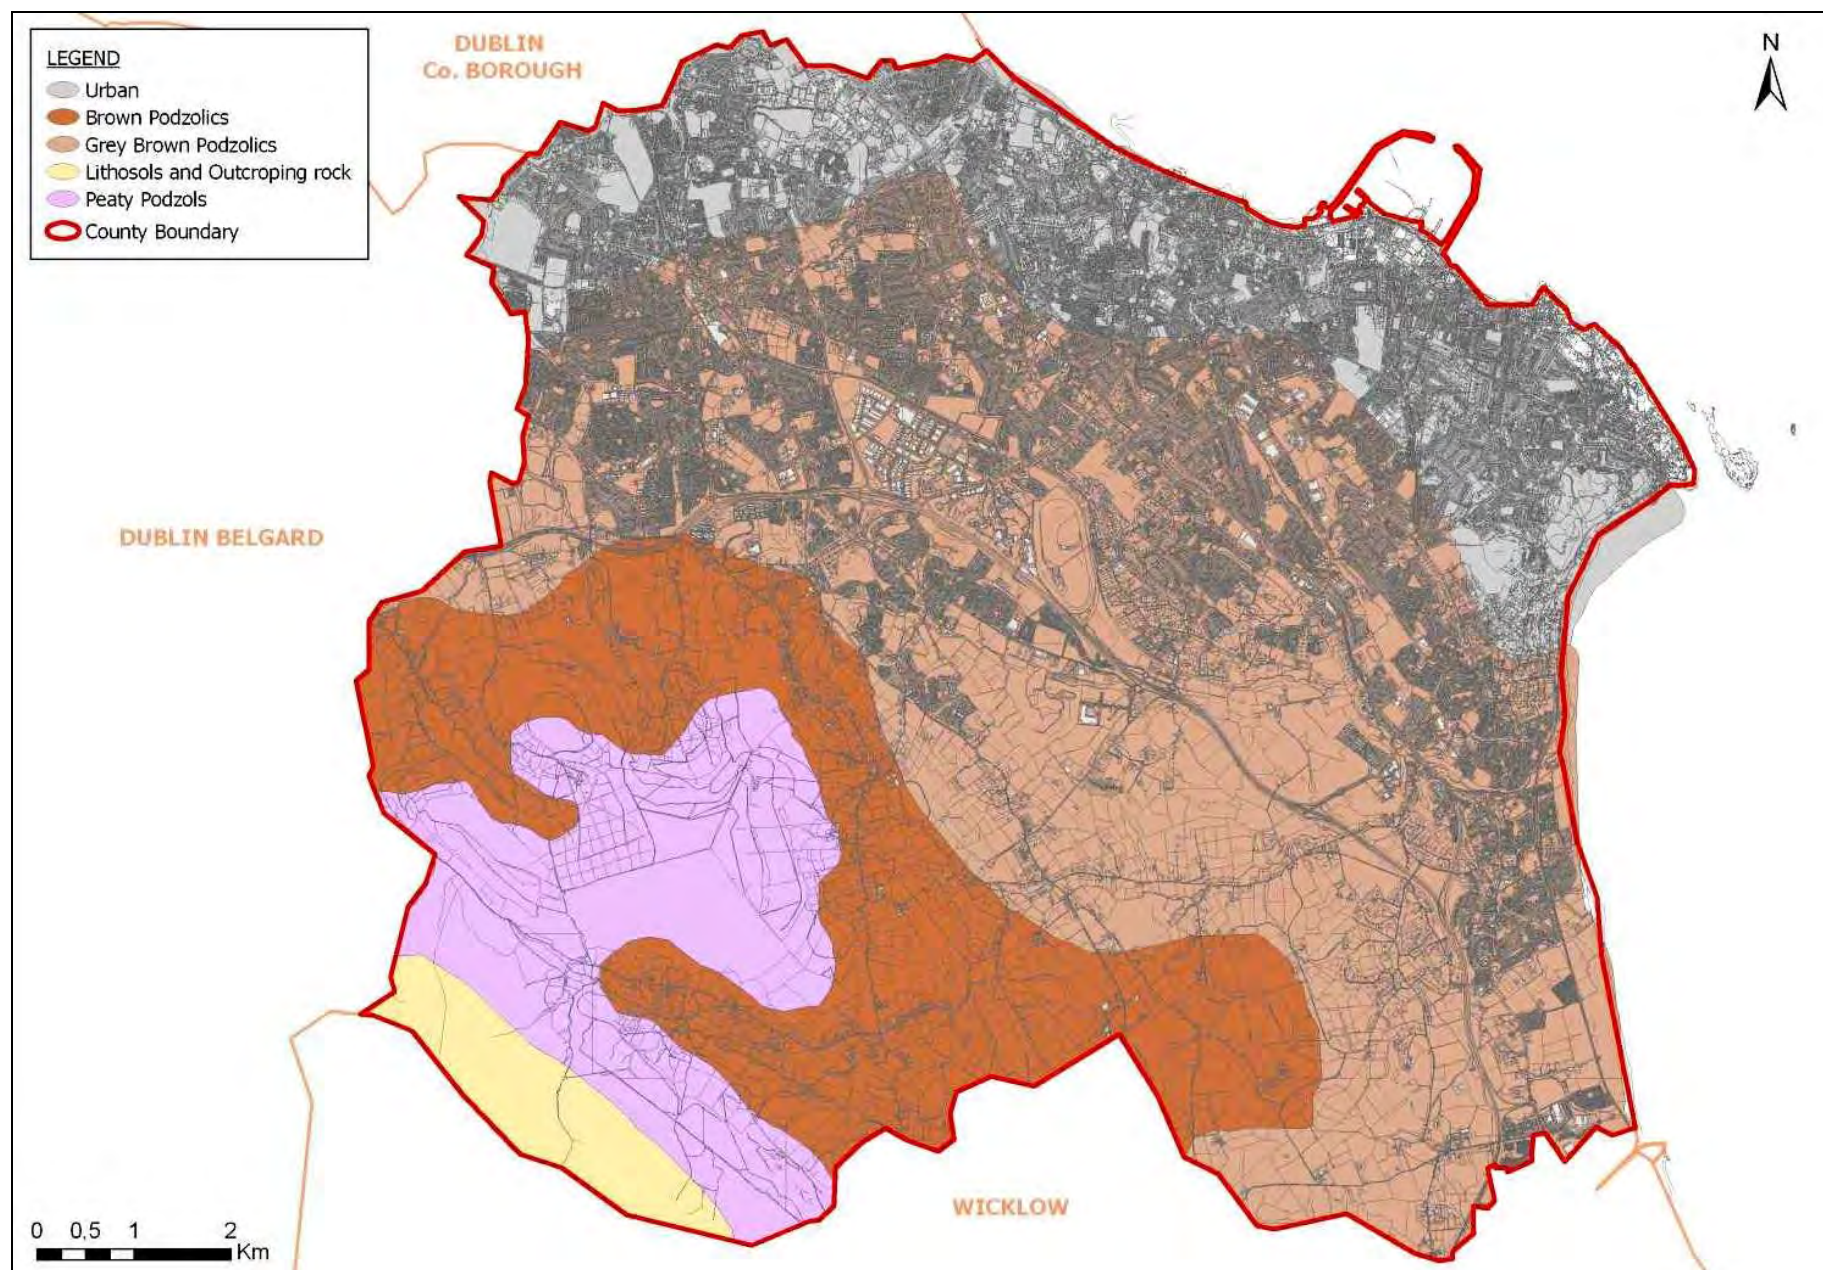 LEGEND
Urban
Brown Podzolics
Grey Brown Podzolics
Lithosols and Outcroping rock
Peaty Podzols
County Boundary
DUBLIN
Co. BOROUGH
N
DUBLIN BELGARD
WICKLOW
0 0,5 1 2
Km